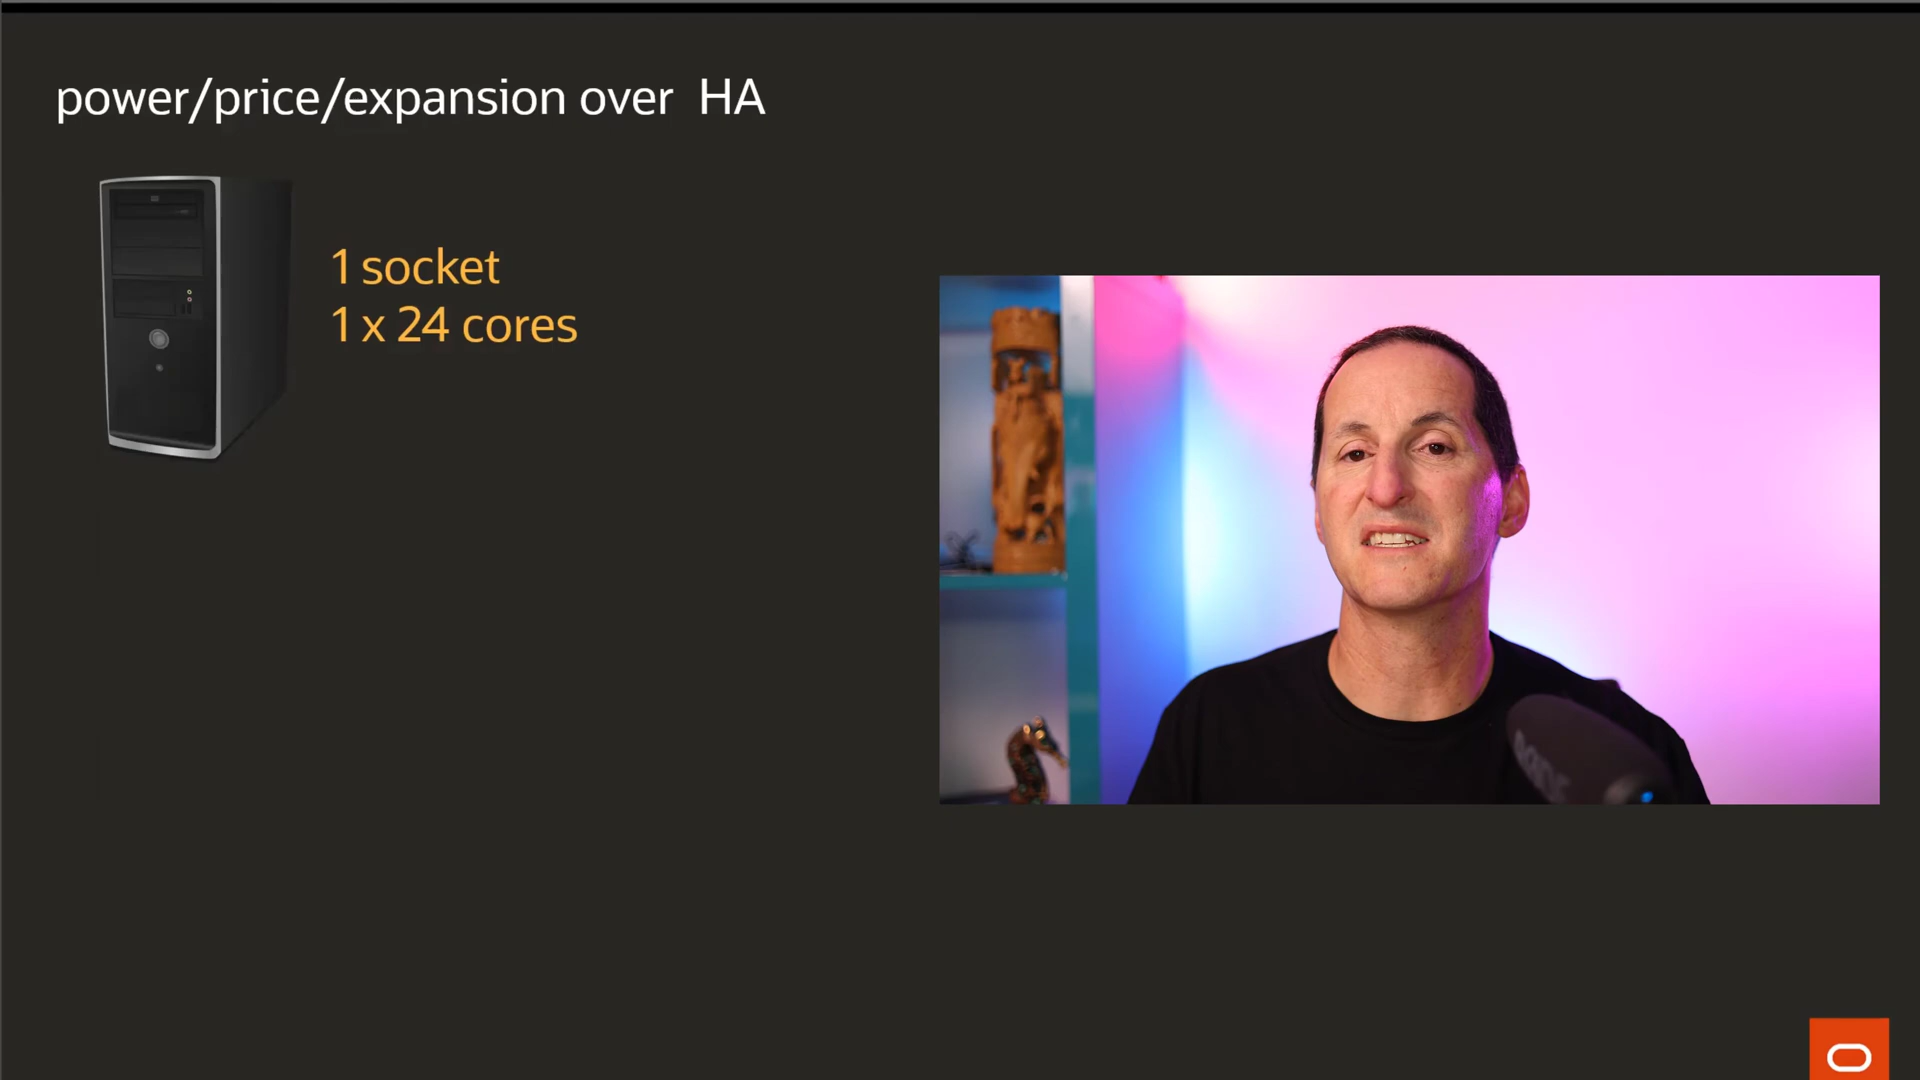 power/price/expansion over HA
1 socket
1 x 24 cores